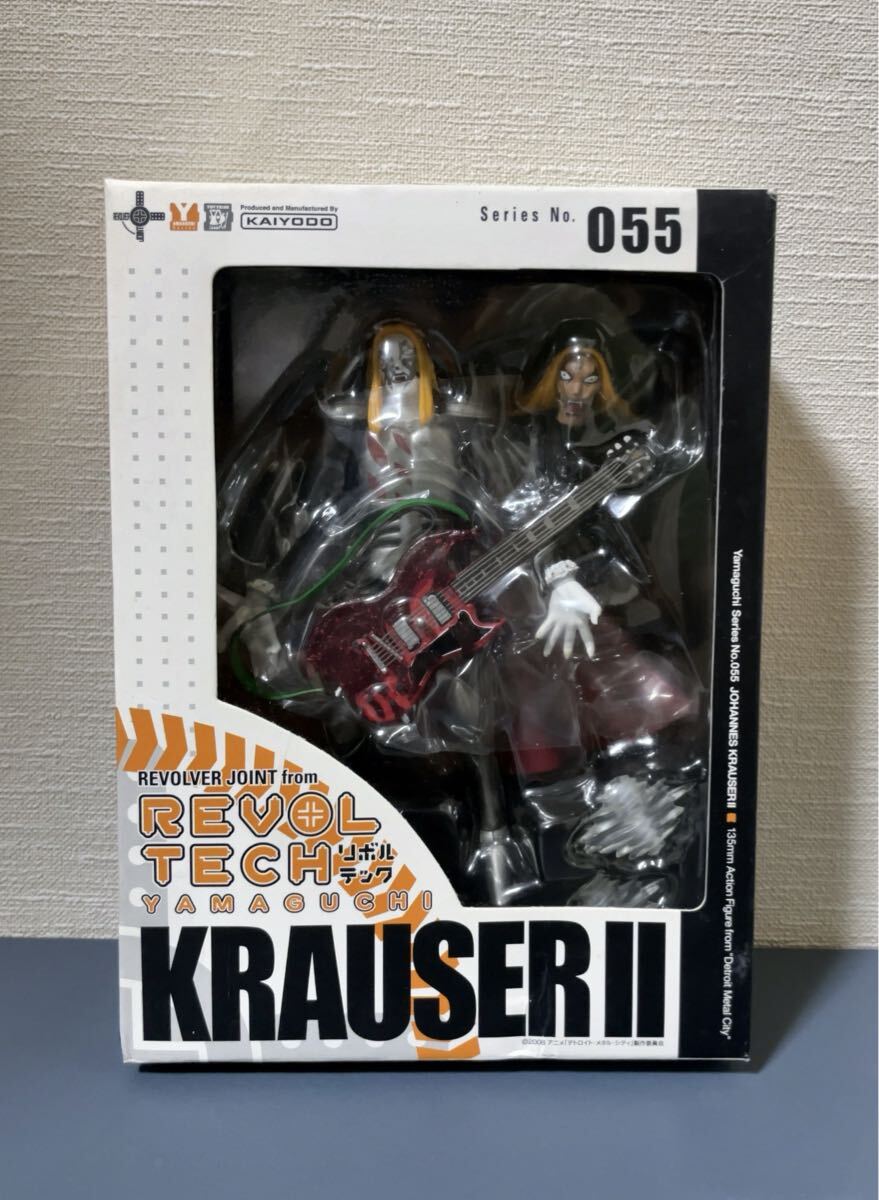 Produced and Manufactured By
KAIYODO
Series No. 055
REVOLVER JOINT from
REVOL
TECH リボル
テック
YAMAGUCHI
KRAUSER II
©2008 アニメ「デトロイト・メタル・シティ」製作委員会
Yamaguchi Series No.055 JOHANNES KRAUSER II 135mm Action Figure from "Detroit Metal City"